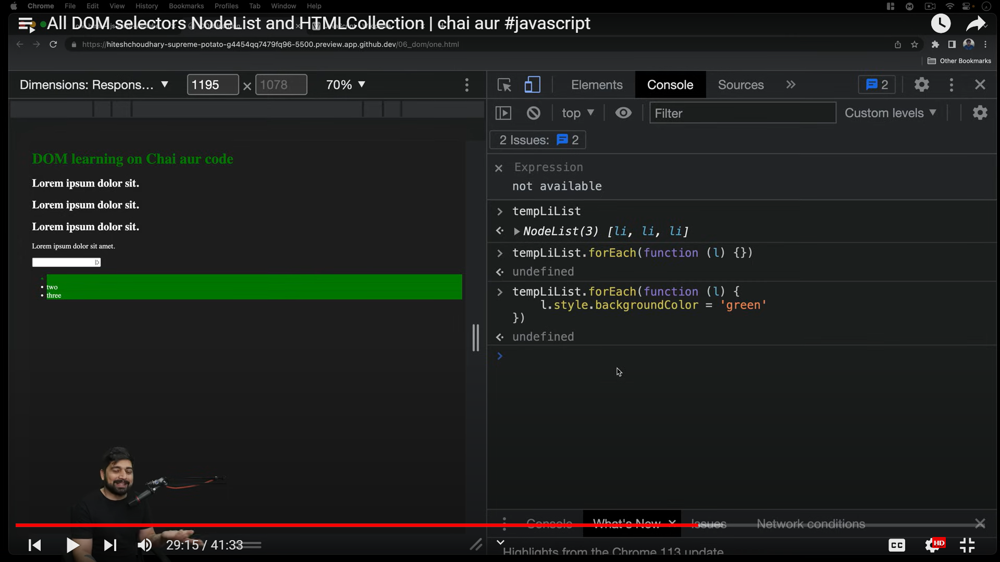 Chrome File Edit View History Bookmarks Profiles Tab Window Help
All DOM selectors NodeList and HTMLCollection | chai aur #javascript
https://hiteshchoudhary-supreme-potato-g4454qq7479fq96-5500.preview.app.github.dev/06_dom/one.html
Other Bookmarks
Dimensions: Respons... ▼ 1195 × 1078 70% ▼
Elements Console Sources » 2
top ▼ Filter Custom levels ▼
2 Issues: 2
DOM learning on Chai aur code
Lorem ipsum dolor sit.
Lorem ipsum dolor sit.
Lorem ipsum dolor sit.
Lorem ipsum dolor sit amet.
two
three
Expression
not available
tempLiList
NodeList(3) [li, li, li]
tempLiList.forEach(function (l) {})
undefined
tempLiList.forEach(function (l) {
l.style.backgroundColor = 'green'
})
undefined
Console What's New × Issues Network conditions
Highlights from the Chrome 113 update
29:15 / 41:33
CC HD